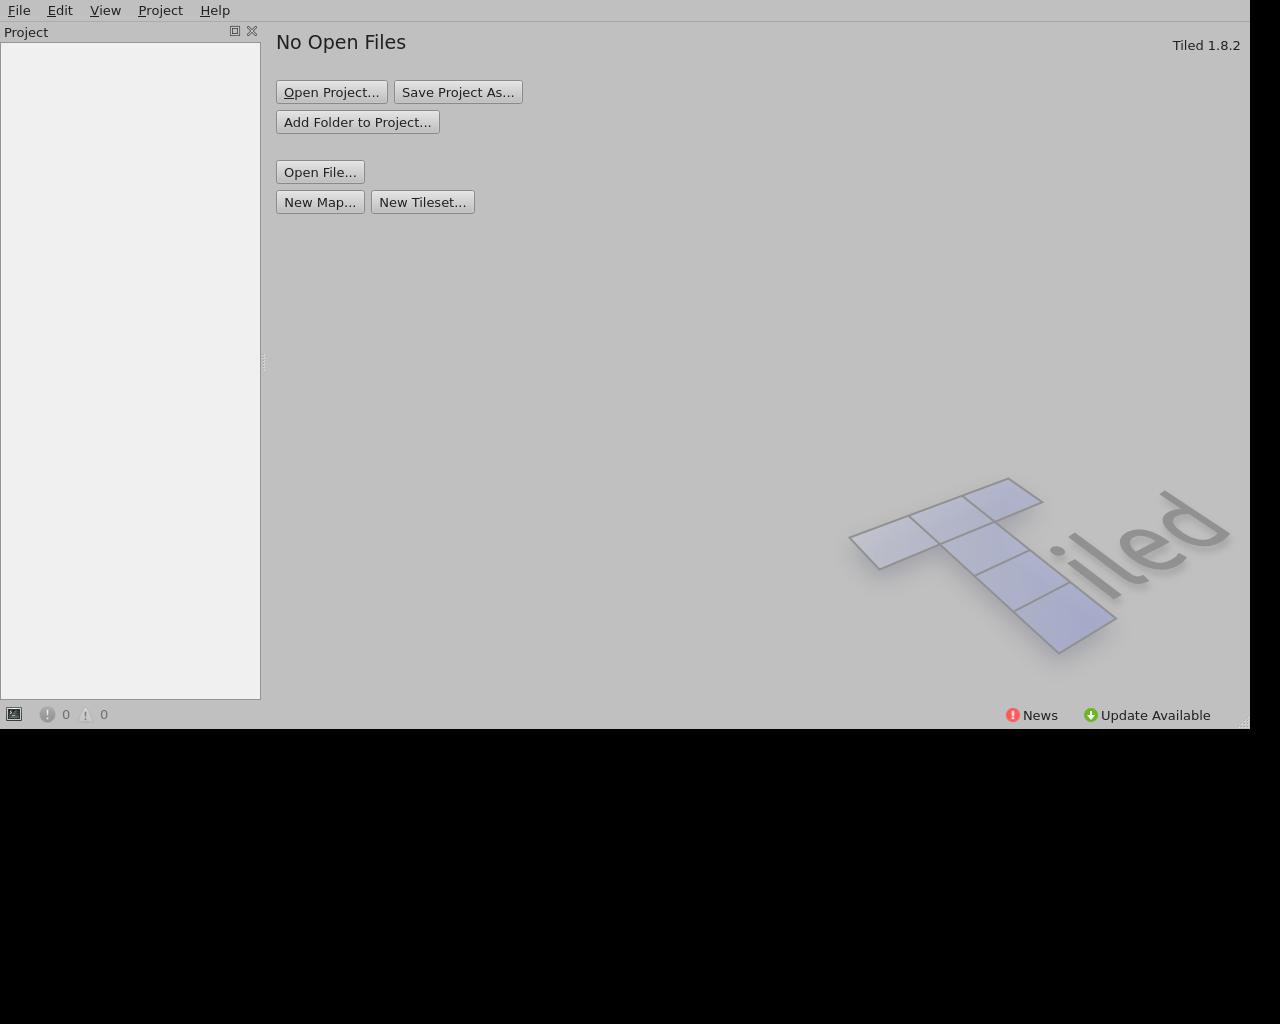 File Edit View Project Help
Project
No Open Files
Tiled 1.8.2
Open Project... Save Project As...
Add Folder to Project...
Open File...
New Map... New Tileset...
Tiled
0 0
News Update Available